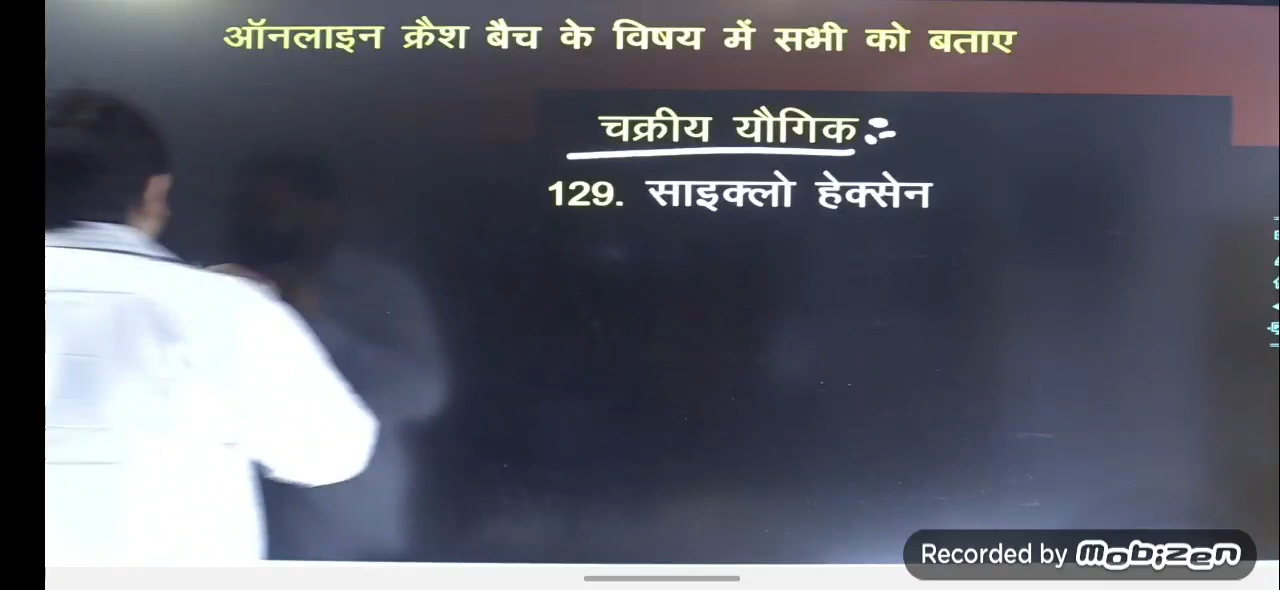 ऑनलाइन क्रैश बैच के विषय में सभी को बताए
चक्रीय यौगिक :-
129. साइक्लो हेक्सेन
Recorded by Mobizen